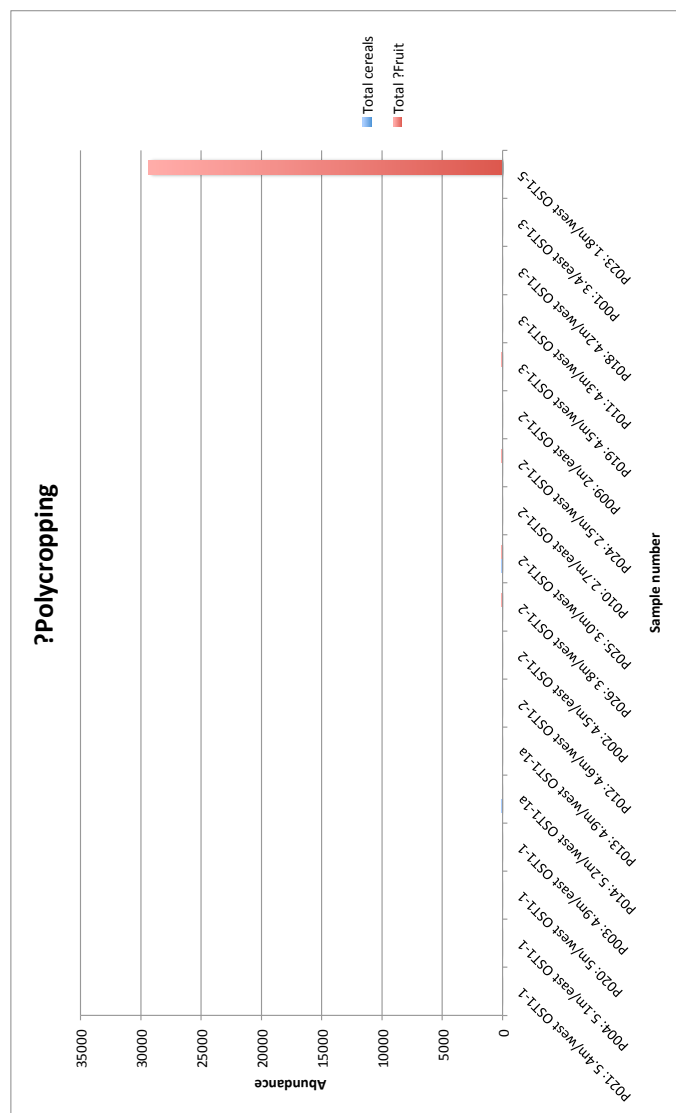 ?Polycropping
35000
30000
25000
20000
15000
10000
5000
0
Abundance
P021: 5.4m/west OST1-1
P004: 5.1m/east OST1-1
P020: 5m/west OST1-1
P003: 4.9m/east OST1-1
P014: 5.2m/west OST1-1a
P013: 4.9m/west OST1-1a
P012: 4.6m/west OST1-2
P002: 4.5m/east OST1-2
P026: 3.8m/west OST1-2
P025: 3.0m/west OST1-2
P010: 2.7m/east OST1-2
P024: 2.5m/west OST1-2
P009: 2m/east OST1-2
P019: 4.5m/west OST1-3
P011: 4.3m/west OST1-3
P018: 4.2m/west OST1-3
P001: 3.4/east OST1-3
P023: 1.8m/west OST1-5
Sample number
Total cereals
Total ?Fruit